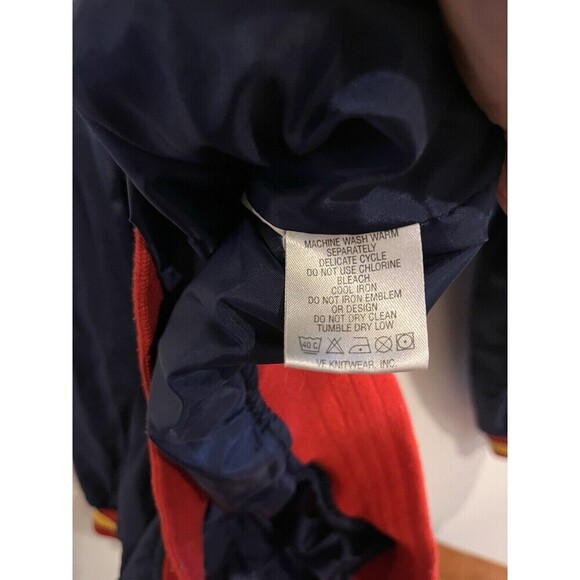 MACHINE WASH WARM
SEPARATELY
DELICATE CYCLE
DO NOT USE CHLORINE
BLEACH
COOL IRON
DO NOT IRON EMBLEM
OR DESIGN
DO NOT DRY CLEAN
TUMBLE DRY LOW
40 C
VF KNITWEAR, INC.